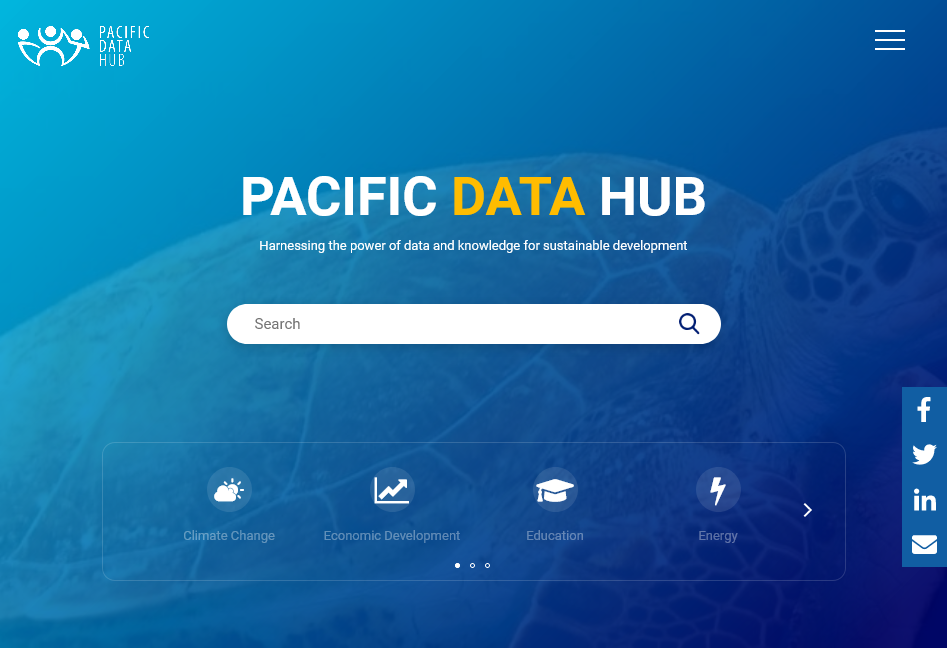 PACIFIC
DATA
HUB
PACIFIC DATA HUB
Harnessing the power of data and knowledge for sustainable development
Search
Climate Change
Economic Development
Education
Energy